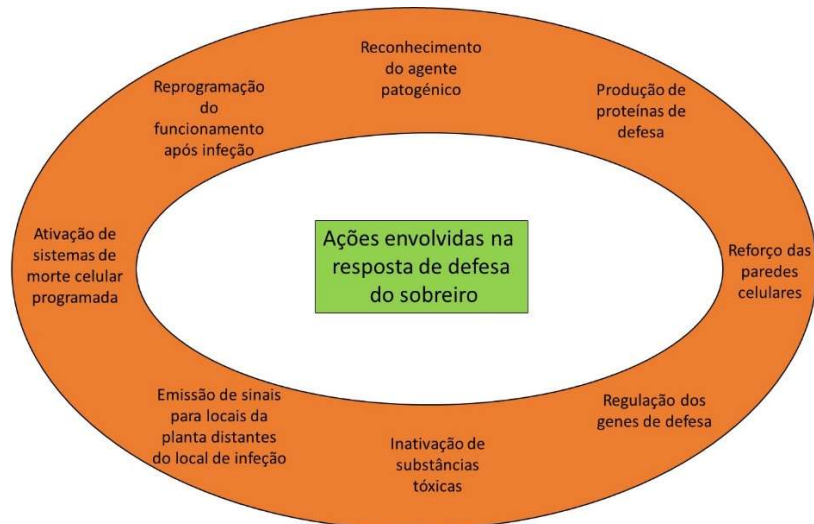 Reconhecimento
do agente
patogénico
Produção de
proteínas de
defesa
Reforço das
paredes
celulares
Regulação dos
genes de defesa
Inativação de
substâncias
tóxicas
Emissão de sinais
para locais da
planta distantes
do local de infeção
Ativação de
sistemas de
morte celular
programada
Reprogramação
do
funcionamento
após infeção
Ações envolvidas na
resposta de defesa
do sobreiro